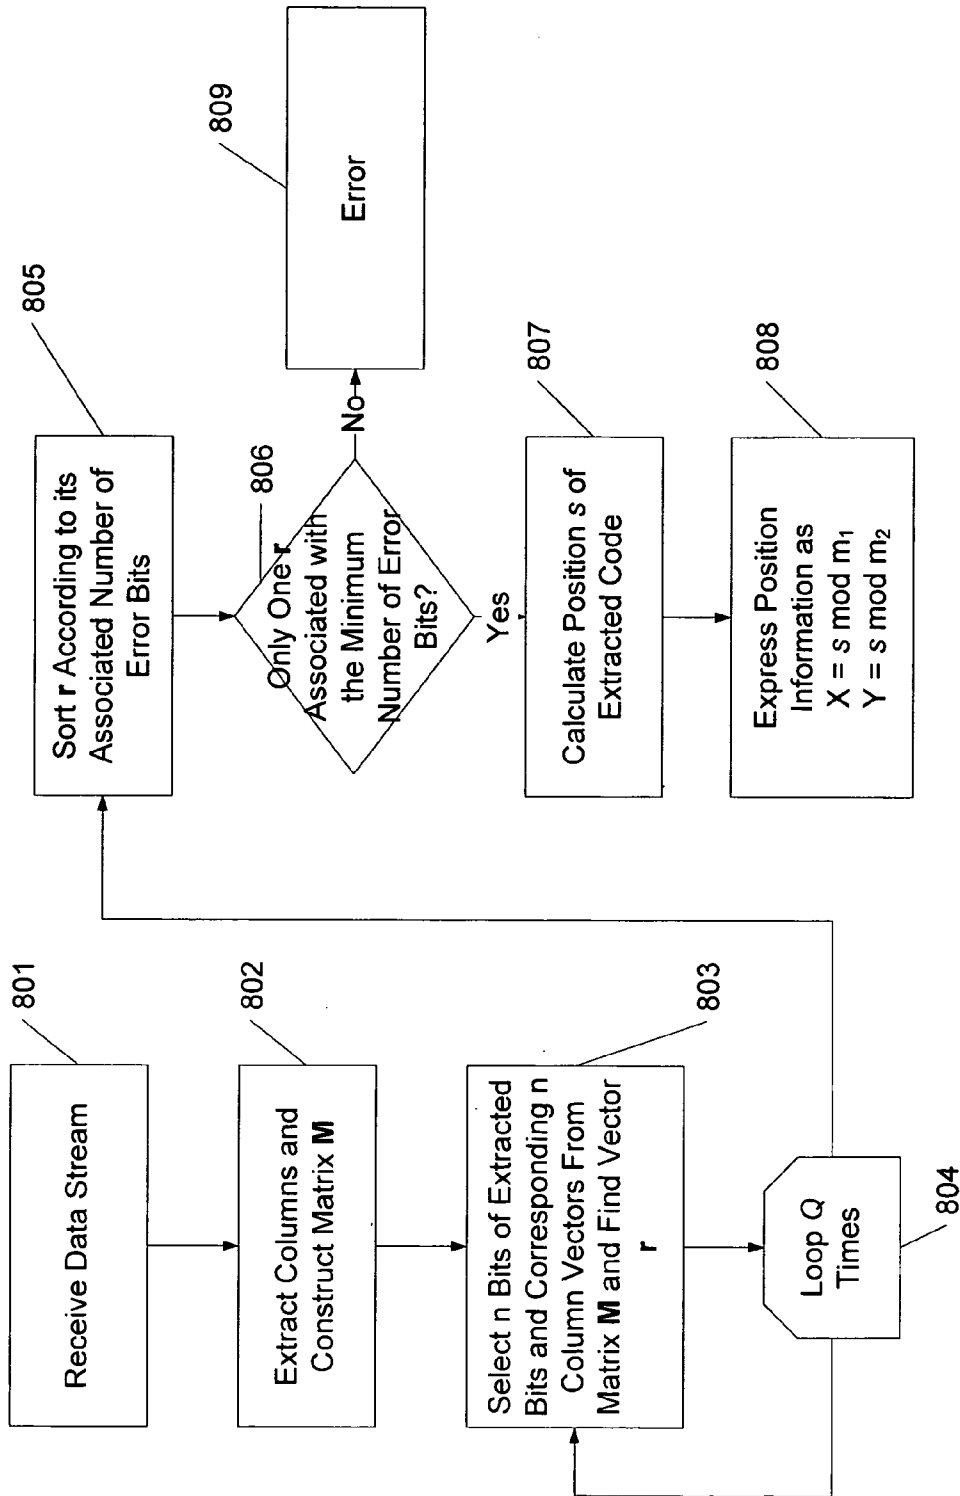 801
Receive Data Stream
802
Extract Columns and
Construct Matrix M
803
Select n Bits of Extracted
Bits and Corresponding n
Column Vectors From
Matrix M and Find Vector
r
Loop Q
Times
804
805
Sort r According to its
Associated Number of
Error Bits
806
Only One r
Associated with
the Minimum
Number of Error
Bits?
No
809
Error
Yes
807
Calculate Position s of
Extracted Code
808
Express Position
Information as
X = s mod m₁
Y = s mod m₂